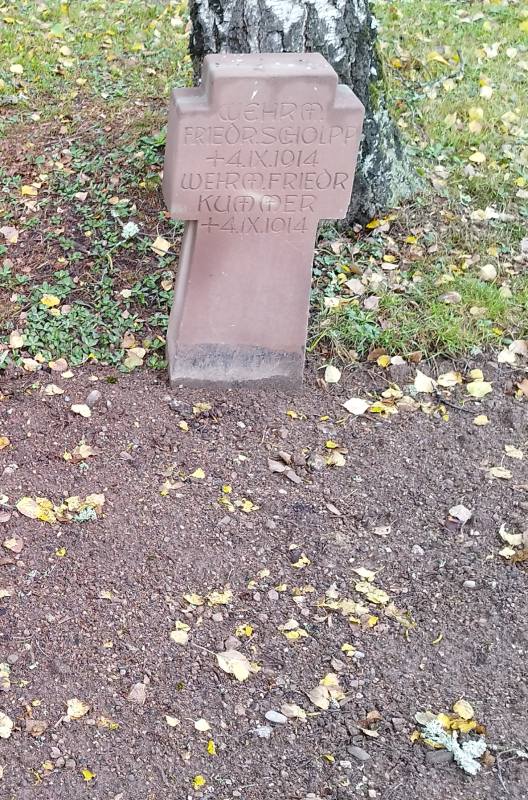 WEHRM.
FRIEDR. SCHOLPP
+ 4.IX.1914
WEHRM. FRIEDR
KUMMER
+ 4.IX.1914